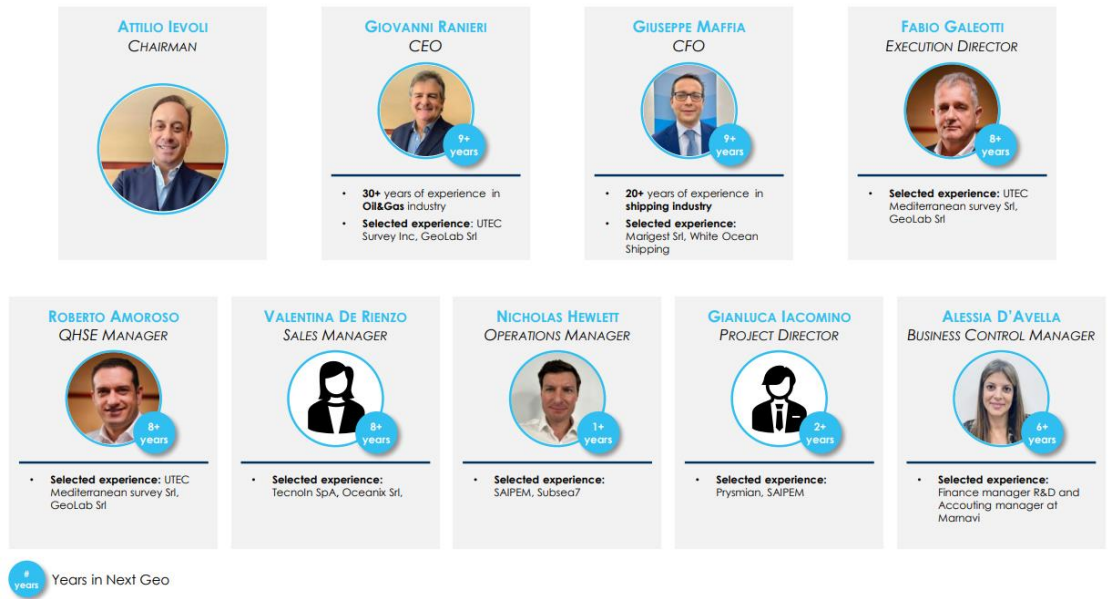 ATTILIO IEVOLI
CHAIRMAN
GIOVANNI RANIERI
CEO
9+
years
• 30+ years of experience in
Oil&Gas industry
• Selected experience: UTEC
Survey Inc, GeoLab Srl
GIUSEPPE MAFFIA
CFO
9+
years
• 20+ years of experience in
shipping industry
• Selected experience:
Marigest Srl, White Ocean
Shipping
FABIO GALEOTTI
EXECUTION DIRECTOR
8+
years
• Selected experience: UTEC
Mediterranean survey Srl,
GeoLab Srl
ROBERTO AMOROSO
QHSE MANAGER
8+
years
• Selected experience: UTEC
Mediterranean survey Srl,
GeoLab Srl
VALENTINA DE RIENZO
SALES MANAGER
8+
years
• Selected experience:
TecnoIn SpA, Oceanix Srl,
NICHOLAS HEWLETT
OPERATIONS MANAGER
1+
years
• Selected experience:
SAIPEM, Subsea7
GIANLUCA IACOMINO
PROJECT DIRECTOR
2+
years
• Selected experience:
Prysmian, SAIPEM
ALESSIA D'AVELLA
BUSINESS CONTROL MANAGER
6+
years
• Selected experience:
Finance manager R&D and
Accouting manager at
Marnavi
#
years
Years in Next Geo